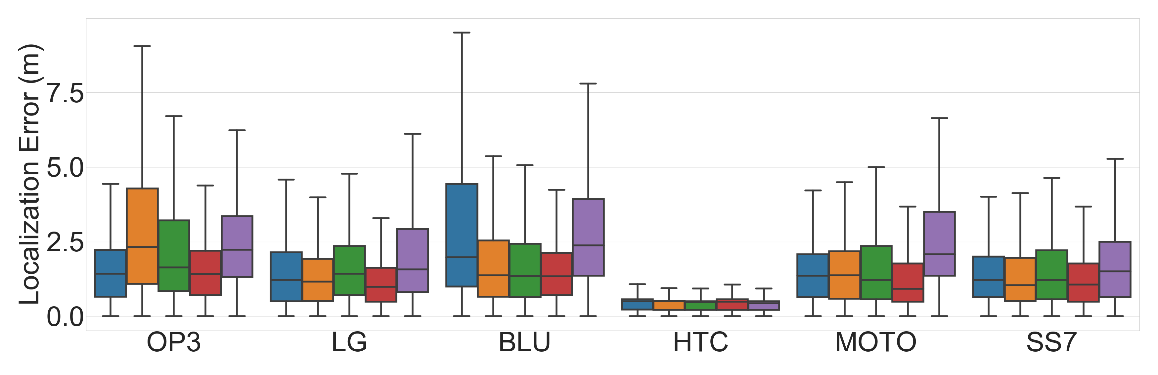 Localization Error (m)
7.5
5.0
2.5
0.0
OP3 LG BLU HTC MOTO SS7